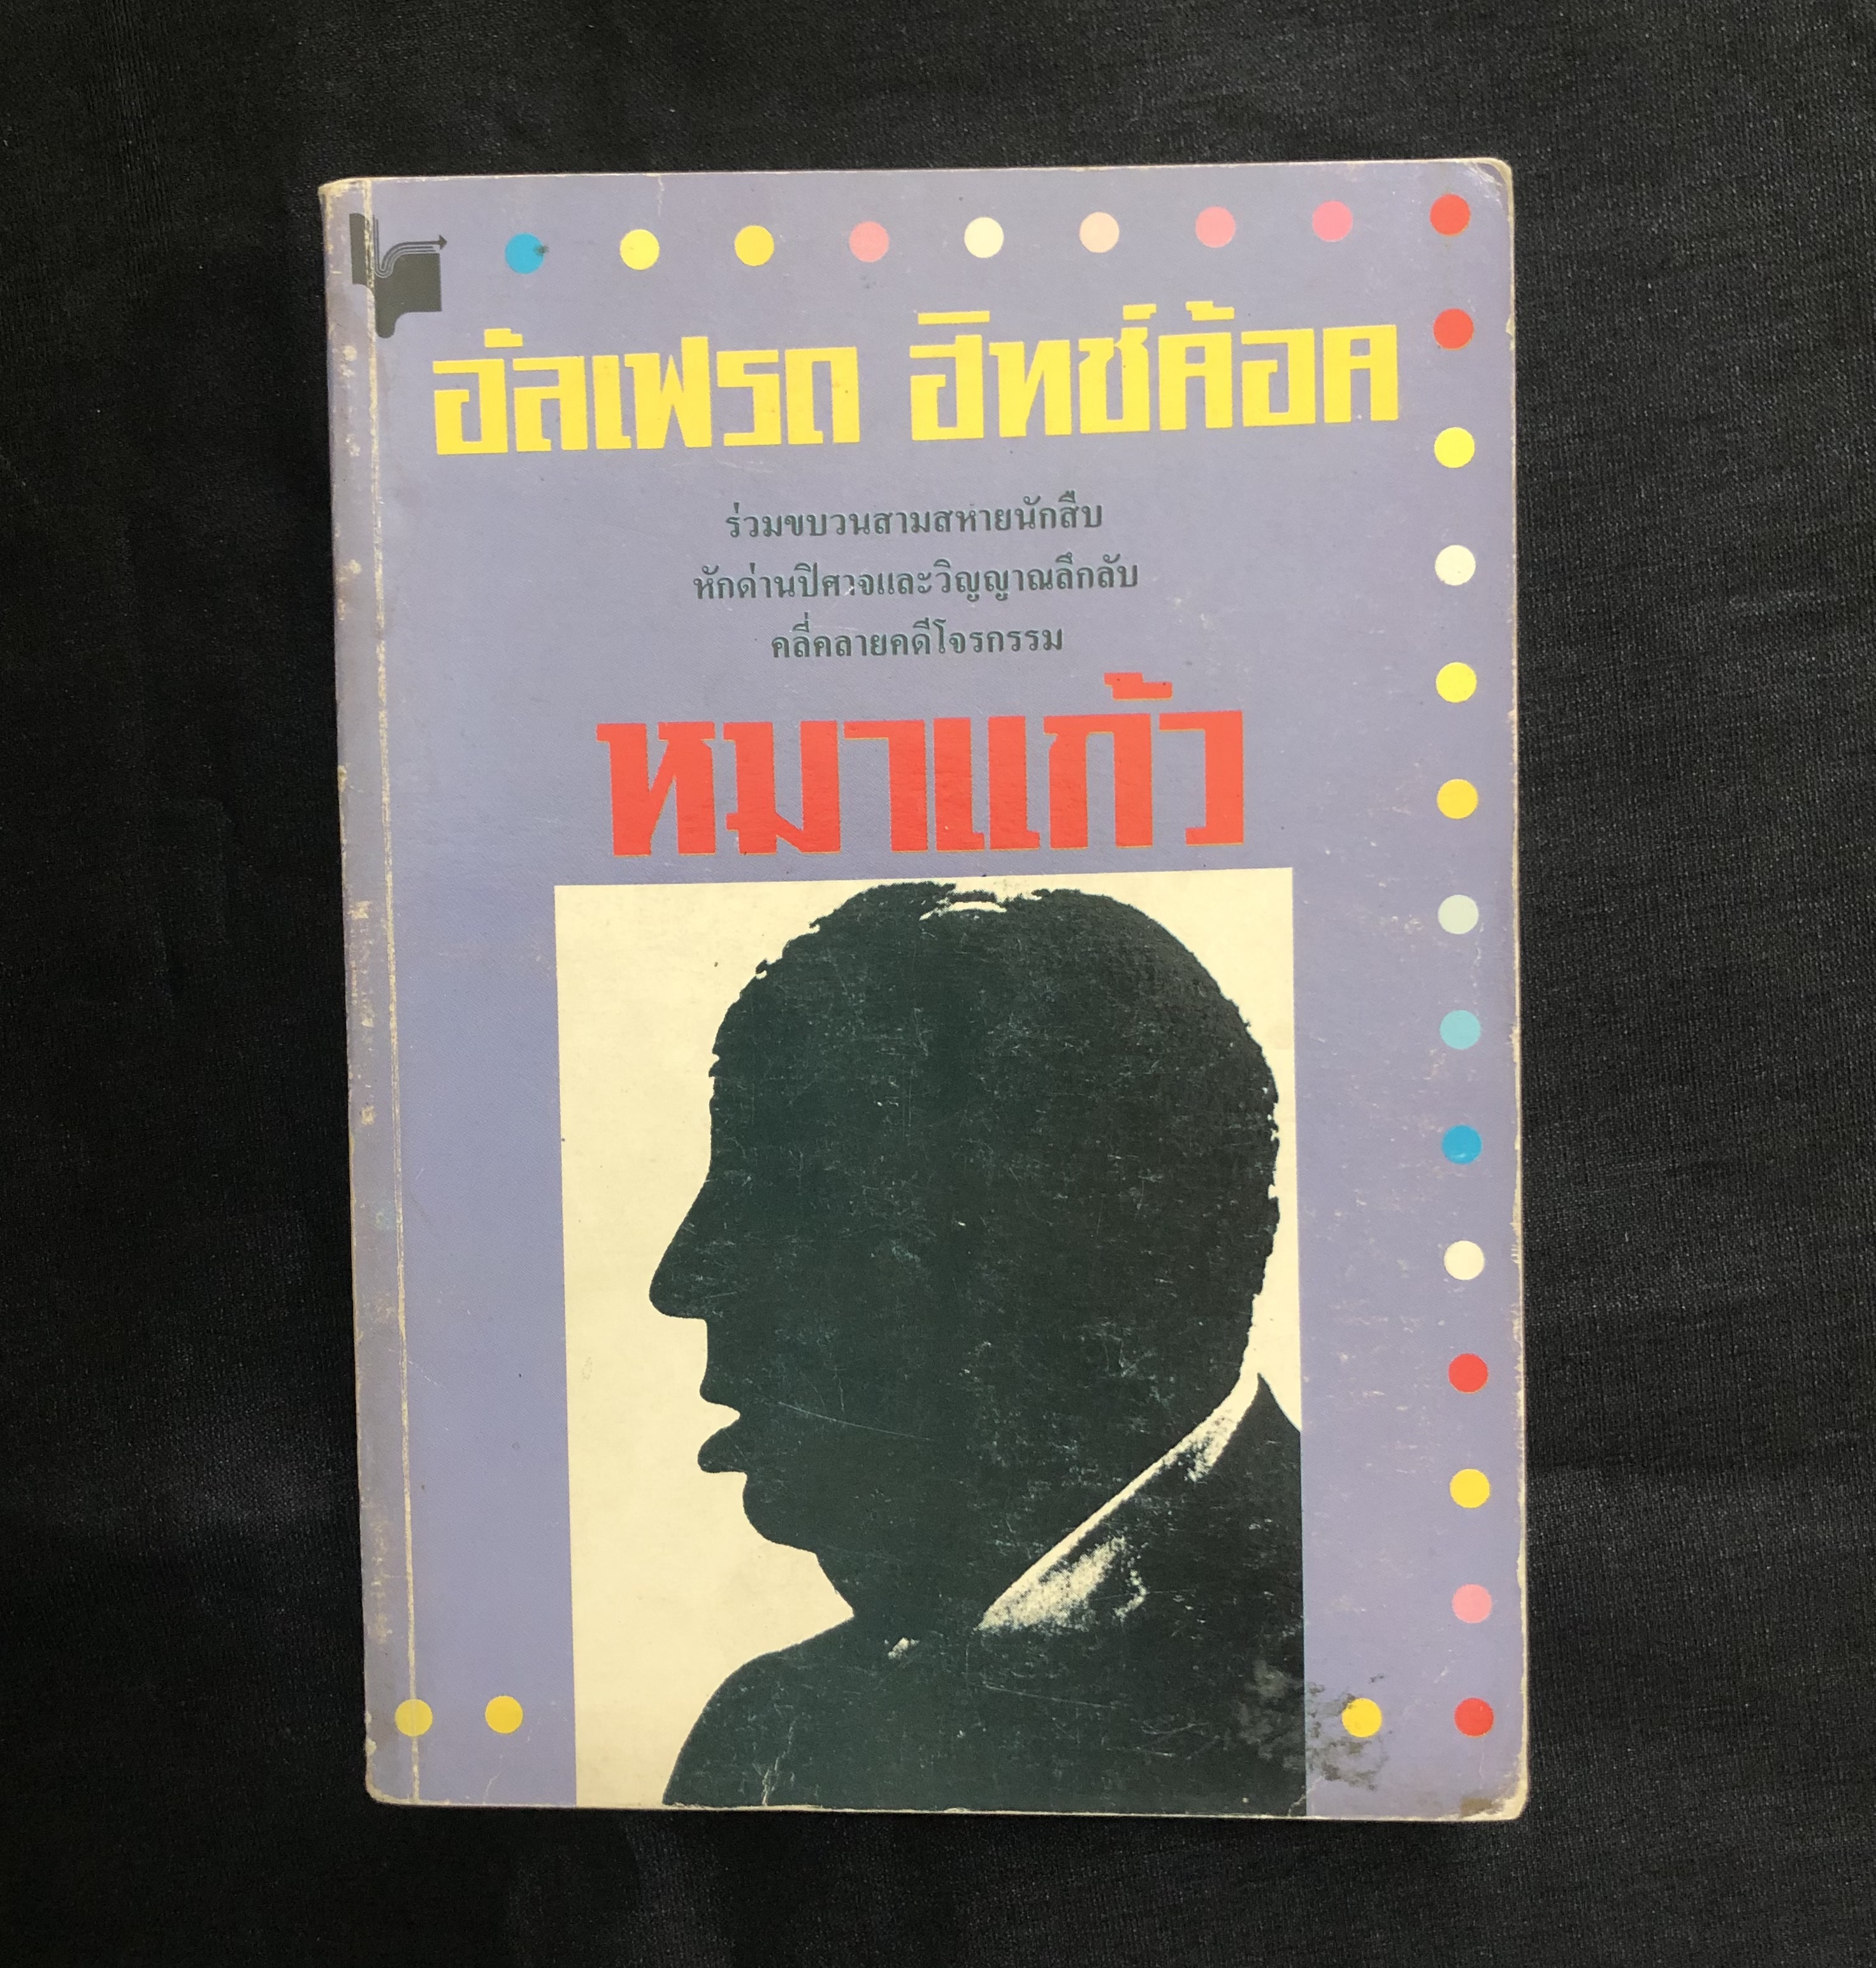 อัลเฟรด ฮิทช์ค้อค
ร่วมขบวนสามสหายนักสืบ
หักด่านปิศาจและวิญญาณลึกลับ
คลี่คลายคดีโจรกรรม
หมาแก้ว